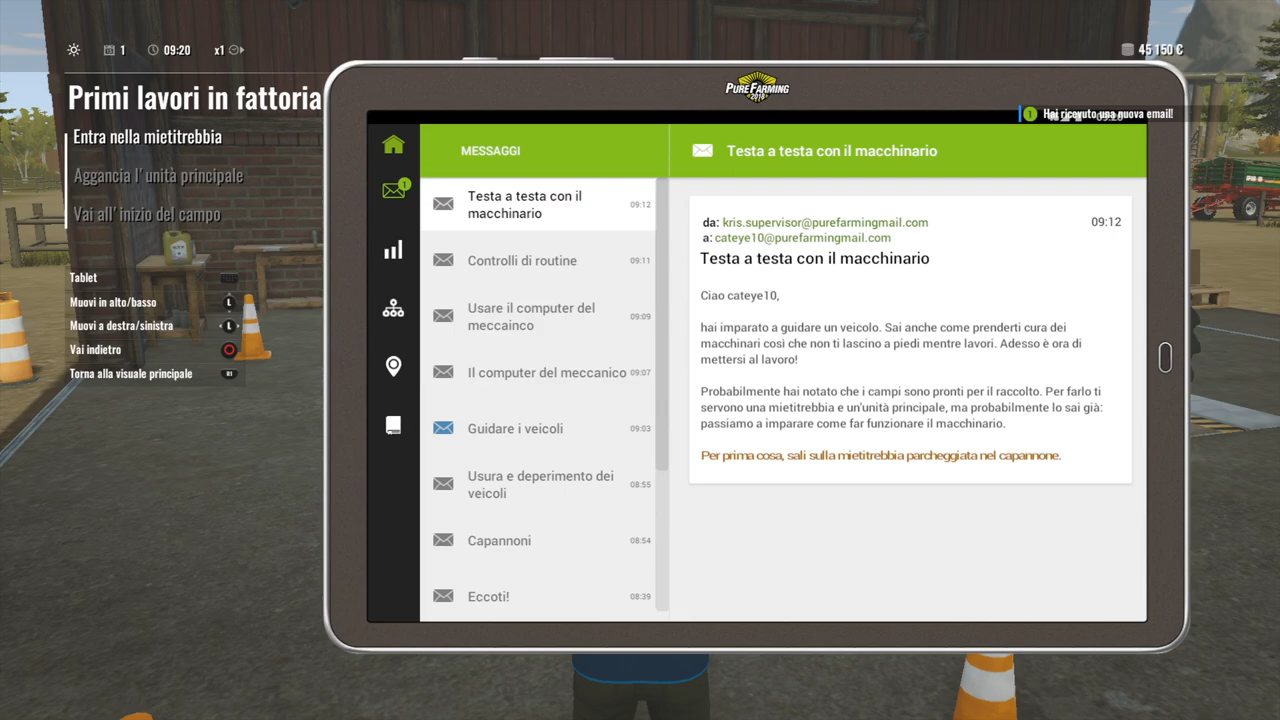 1
09:20
x1
45 150 €
Primi lavori in fattoria
Entra nella mietitrebbia
Aggancia l'unità principale
Vai all'inizio del campo
Tablet
Muovi in alto/basso
L
Muovi a destra/sinistra
L
Vai indietro
Torna alla visuale principale
PURE FARMING
2018
1
Hai ricevuto una nuova email!
1
MESSAGGI
Testa a testa con il
macchinario
09:12
Controlli di routine
09:11
Usare il computer del
meccainco
09:09
Il computer del meccanico
09:07
Guidare i veicoli
09:03
Usura e deperimento dei
veicoli
08:55
Capannoni
08:54
Eccoti!
08:39
Testa a testa con il macchinario
da: kris.supervisor@purefarmingmail.com
09:12
a: cateye10@purefarmingmail.com
Testa a testa con il macchinario
Ciao cateye10,
hai imparato a guidare un veicolo. Sai anche come prenderti cura dei
macchinari così che non ti lascino a piedi mentre lavori. Adesso è ora di
mettersi al lavoro!
Probabilmente hai notato che i campi sono pronti per il raccolto. Per farlo ti
servono una mietitrebbia e un'unità principale, ma probabilmente lo sai già:
passiamo a imparare come far funzionare il macchinario.
Per prima cosa, sali sulla mietitrebbia parcheggiata nel capannone.